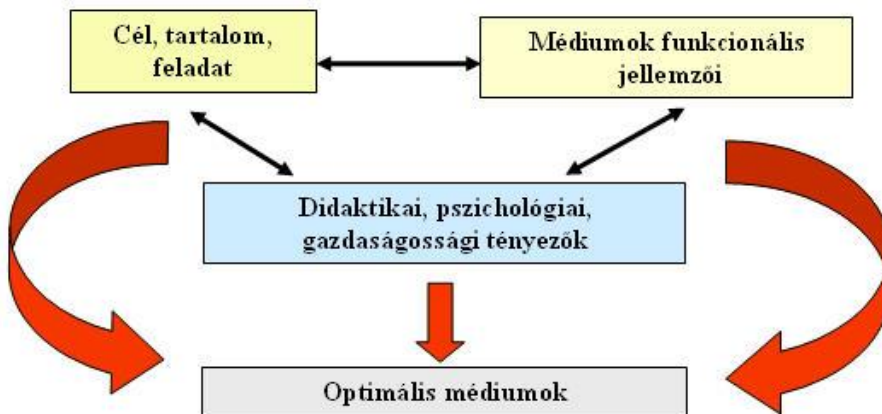 Cél, tartalom,
feladat
Médiumok funkcionális
jellemzői
Didaktikai, pszichológiai,
gazdaságossági tényezők
Optimális médiumok